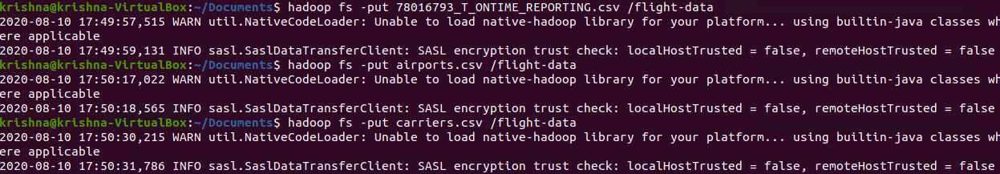 krishna@krishna-VirtualBox:~/Documents$ hadoop fs -put 78016793_T_ONTIME_REPORTING.csv /flight-data
2020-08-10 17:49:57,515 WARN util.NativeCodeLoader: Unable to load native-hadoop library for your platform... using builtin-java classes wh
ere applicable
2020-08-10 17:49:59,131 INFO sasl.SaslDataTransferClient: SASL encryption trust check: localHostTrusted = false, remoteHostTrusted = false
krishna@krishna-VirtualBox:~/Documents$ hadoop fs -put airports.csv /flight-data
2020-08-10 17:50:17,022 WARN util.NativeCodeLoader: Unable to load native-hadoop library for your platform... using builtin-java classes wh
ere applicable
2020-08-10 17:50:18,565 INFO sasl.SaslDataTransferClient: SASL encryption trust check: localHostTrusted = false, remoteHostTrusted = false
krishna@krishna-VirtualBox:~/Documents$ hadoop fs -put carriers.csv /flight-data
2020-08-10 17:50:30,215 WARN util.NativeCodeLoader: Unable to load native-hadoop library for your platform... using builtin-java classes wh
ere applicable
2020-08-10 17:50:31,786 INFO sasl.SaslDataTransferClient: SASL encryption trust check: localHostTrusted = false, remoteHostTrusted = false